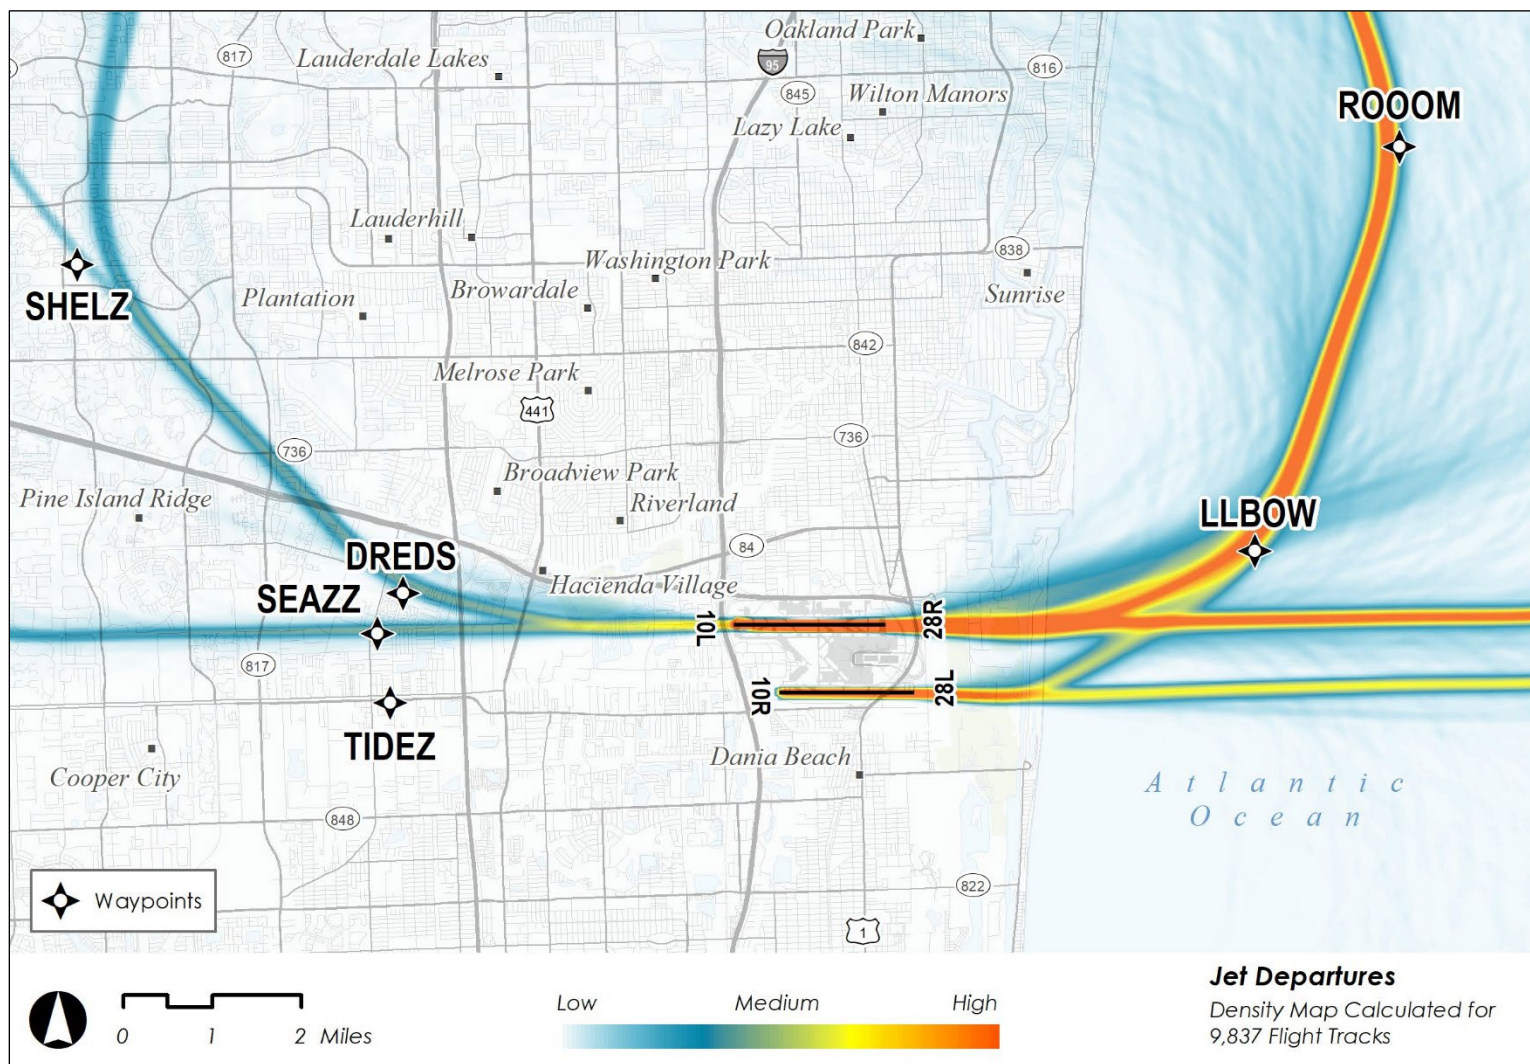 Oakland Park
817
Lauderdale Lakes
95
816
845
Wilton Manors
ROOOM
Lazy Lake
Lauderhill
838
Washington Park
SHELZ
Plantation
Browardale
Sunrise
842
Melrose Park
441
736
736
Broadview Park
Pine Island Ridge
Riverland
LLBOW
84
DREDS
SEAZZ
Hacienda Village
10L
28R
817
10R
28L
TIDEZ
Dania Beach
Cooper City
Atlantic
Ocean
848
822
Waypoints
1
0 1 2 Miles
Low Medium High
Jet Departures
Density Map Calculated for
9,837 Flight Tracks